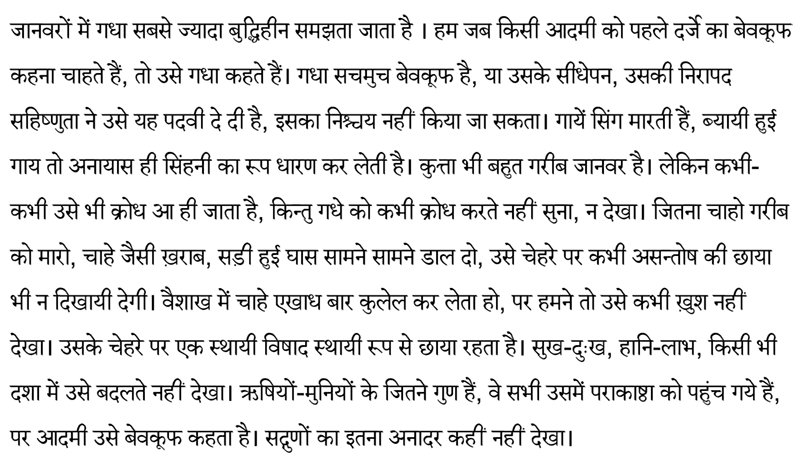 जानवरों में गधा सबसे ज्यादा बुद्धिहीन समझता जाता है । हम जब किसी आदमी को पहले दर्जे का बेवकूफ
कहना चाहते हैं, तो उसे गधा कहते हैं। गधा सचमुच बेवकूफ है, या उसके सीधेपन, उसकी निरापद
सहिष्णुता ने उसे यह पदवी दे दी है, इसका निश्चय नहीं किया जा सकता। गायें सिंग मारती हैं, ब्यायी हुई
गाय तो अनायास ही सिंहनी का रूप धारण कर लेती है। कुत्ता भी बहुत गरीब जानवर है। लेकिन कभी-
कभी उसे भी क्रोध आ ही जाता है, किन्तु गधे को कभी क्रोध करते नहीं सुना, न देखा। जितना चाहो गरीब
को मारो, चाहे जैसी ख़राब, सड़ी हुई घास सामने सामने डाल दो, उसे चेहरे पर कभी असन्तोष की छाया
भी न दिखायी देगी। वैशाख में चाहे एखाध बार कुलेल कर लेता हो, पर हमने तो उसे कभी ख़ुश नहीं
देखा। उसके चेहरे पर एक स्थायी विषाद स्थायी रूप से छाया रहता है। सुख-दुःख, हानि-लाभ, किसी भी
दशा में उसे बदलते नहीं देखा। ऋषियों-मुनियों के जितने गुण हैं, वे सभी उसमें पराकाष्ठा को पहुंच गये हैं,
पर आदमी उसे बेवकूफ कहता है। सद्गुणों का इतना अनादर कहीं नहीं देखा।